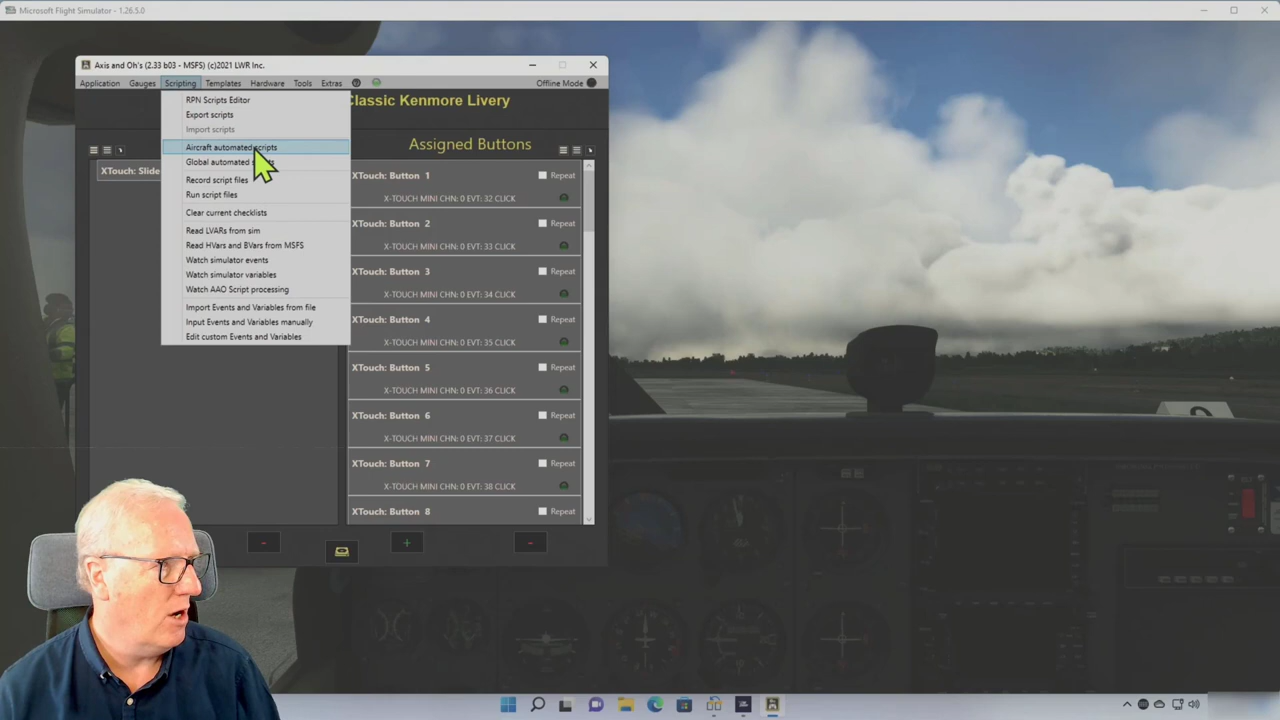 Microsoft Flight Simulator - 1.26.5.0
Axis and Oh's (2.33 b03 - MSFS) (c)2021 LWR Inc.
Application Gauges Scripting Templates Hardware Tools Extras Offline Mode
Classic Kenmore Livery
RPN Scripts Editor
Export scripts
Import scripts
Aircraft automated scripts
Global automated
Record script files
Run script files
Clear current checklists
Read LVARs from sim
Read HVars and BVars from MSFS
Watch simulator events
Watch simulator variables
Watch AAO Script processing
Import Events and Variables from file
Input Events and Variables manually
Edit custom Events and Variables
XTouch: Slide
Assigned Buttons
XTouch: Button 1 Repeat
X-TOUCH MINI CHN: 0 EVT: 32 CLICK
XTouch: Button 2 Repeat
X-TOUCH MINI CHN: 0 EVT: 33 CLICK
XTouch: Button 3 Repeat
X-TOUCH MINI CHN: 0 EVT: 34 CLICK
XTouch: Button 4 Repeat
X-TOUCH MINI CHN: 0 EVT: 35 CLICK
XTouch: Button 5 Repeat
X-TOUCH MINI CHN: 0 EVT: 36 CLICK
XTouch: Button 6 Repeat
X-TOUCH MINI CHN: 0 EVT: 37 CLICK
XTouch: Button 7 Repeat
X-TOUCH MINI CHN: 0 EVT: 38 CLICK
XTouch: Button 8 Repeat